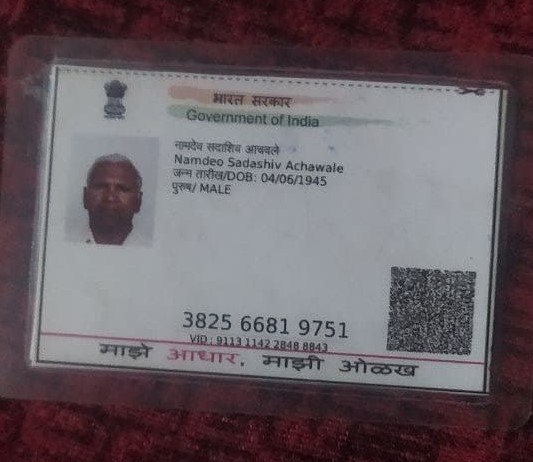 भारत सरकार
Government of India
नामदेव सदाशिव आचवले
Namdeo Sadashiv Achawale
जन्म तारीख/DOB: 04/06/1945
पुरुष/ MALE
3825 6681 9751
VID : 9113 1142 2848 8843
माझे आधार, माझी ओळख